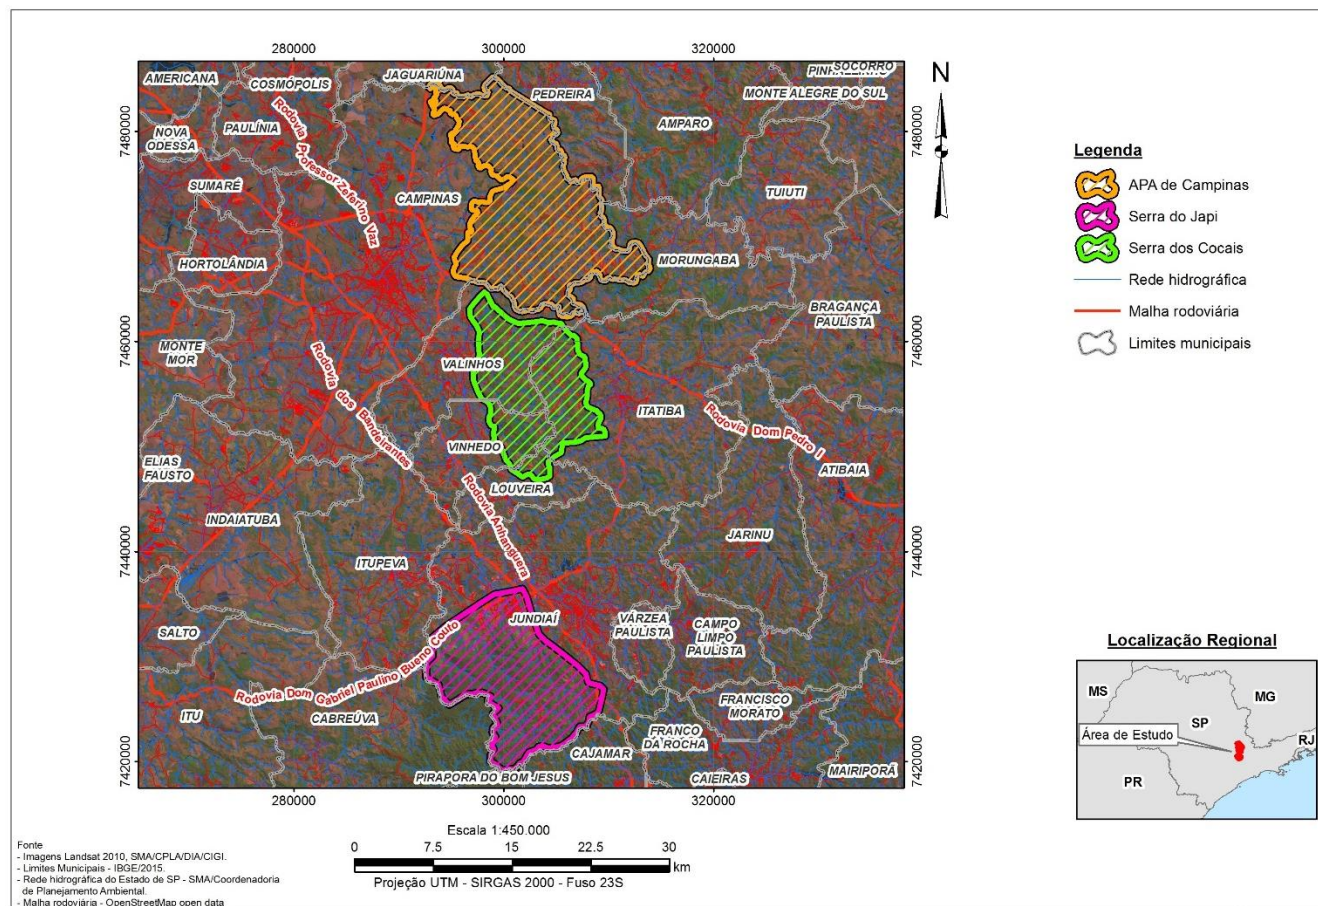 280000
300000
320000
AMERICANA
COSMÓPOLIS
JAGUARIÚNA
PEDREIRA
SOCORRO
MONTE ALEGRE DO SUL
NOVA
ODESSA
PAULÍNIA
Rodovia Professor Zeferino Vaz
AMPARO
SUMARÉ
CAMPINAS
TUIUTI
HORTOLÂNDIA
MORUNGABA
BRAGANÇA
PAULISTA
MONTE
MOR
VALINHOS
Rodovia dos Bandeirantes
ITATIBA
Rodovia Dom Pedro I
VINHEDO
ELIAS
FAUSTO
ATIBAIA
LOUVEIRA
Rodovia Anhanguera
INDAIATUBA
JARINU
ITUPEVA
JUNDIAÍ
VÁRZEA
PAULISTA
CAMPO
LIMPO
PAULISTA
SALTO
Rodovia Dom Gabriel Paulino Bueno Couto
ITU
CABREÚVA
FRANCISCO
MORATO
FRANCO
DA ROCHA
CAJAMAR
PIRAPORA DO BOM JESUS
CAIEIRAS
MAIRIPORÃ
7480000
7460000
7440000
7420000
7480000
7460000
7440000
7420000
280000
300000
320000
N
Legenda
APA de Campinas
Serra do Japi
Serra dos Cocais
Rede hidrográfica
Malha rodoviária
Limites municipais
Localização Regional
MS
MG
SP
RJ
Área de Estudo
PR
Escala 1:450.000
0 7.5 15 22.5 30
km
Projeção UTM - SIRGAS 2000 - Fuso 23S
Fonte
- Imagens Landsat 2010, SMA/CPLA/DIA/CIGI.
- Limites Municipais - IBGE/2015.
- Rede hidrográfica do Estado de SP - SMA/Coordenadoria
de Planejamento Ambiental.
- Malha rodoviária - OpenStreetMap open data